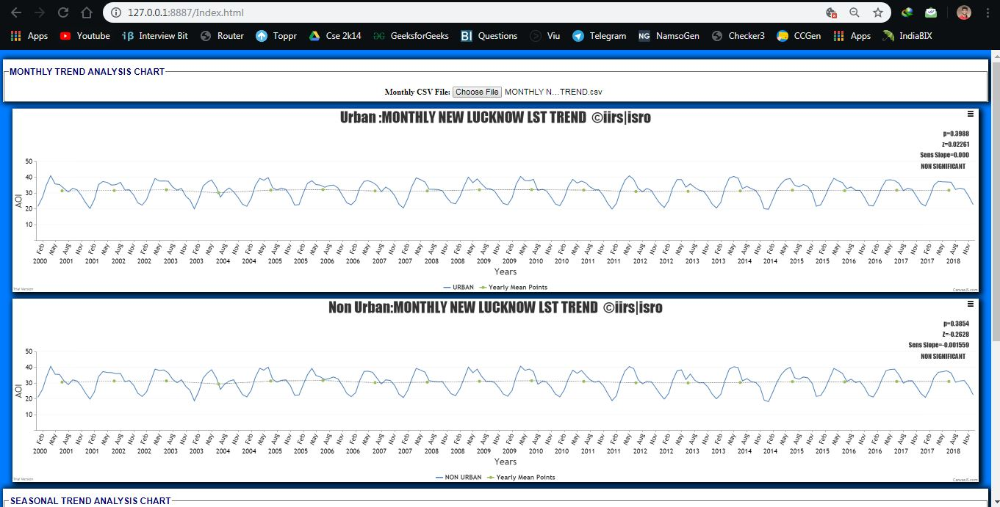 127.0.0.1:8887/Index.html
Apps Youtube iβ Interview Bit Router Toppr Cse 2k14 GeeksforGeeks BI Questions Viu Telegram NG NamsoGen Checker3 CCGen Apps IndiaBIX
MONTHLY TREND ANALYSIS CHART
Monthly CSV File: Choose File MONTHLY N...TREND.csv
Urban :MONTHLY NEW LUCKNOW LST TREND ©iirs|isro
p=0.3988
z=0.02261
Sens Slope=0.000
NON SIGNIFICANT
50
40
30
20
10
AOI
Feb May Aug Nov Feb May Aug Nov Feb May Aug Nov Feb May Aug Nov Feb May Aug Nov Feb May Aug Nov Feb May Aug Nov Feb May Aug Nov Feb May Aug Nov Feb May Aug Nov Feb May Aug Nov Feb May Aug Nov Feb May Aug Nov Feb May Aug Nov Feb May Aug Nov Feb May Aug Nov Feb May Aug Nov Feb May Aug Nov
2000 2001 2001 2002 2002 2003 2003 2004 2004 2005 2005 2006 2006 2007 2007 2008 2008 2009 2009 2010 2010 2011 2011 2012 2012 2013 2013 2014 2014 2015 2015 2016 2016 2017 2017 2018
Years
URBAN Yearly Mean Points
Trial Version CanvasJS.com
Non Urban:MONTHLY NEW LUCKNOW LST TREND ©iirs|isro
p=0.3854
Z=-0.2628
Sens Slope=-0.001559
NON SIGNIFICANT
50
40
30
20
10
AOI
Feb May Aug Nov Feb May Aug Nov Feb May Aug Nov Feb May Aug Nov Feb May Aug Nov Feb May Aug Nov Feb May Aug Nov Feb May Aug Nov Feb May Aug Nov Feb May Aug Nov Feb May Aug Nov Feb May Aug Nov Feb May Aug Nov Feb May Aug Nov Feb May Aug Nov Feb May Aug Nov Feb May Aug Nov Feb May Aug Nov
2000 2001 2001 2002 2002 2003 2003 2004 2004 2005 2005 2006 2006 2007 2007 2008 2008 2009 2009 2010 2010 2011 2011 2012 2012 2013 2013 2014 2014 2015 2015 2016 2016 2017 2017 2018
Years
NON URBAN Yearly Mean Points
Trial Version CanvasJS.com
SEASONAL TREND ANALYSIS CHART